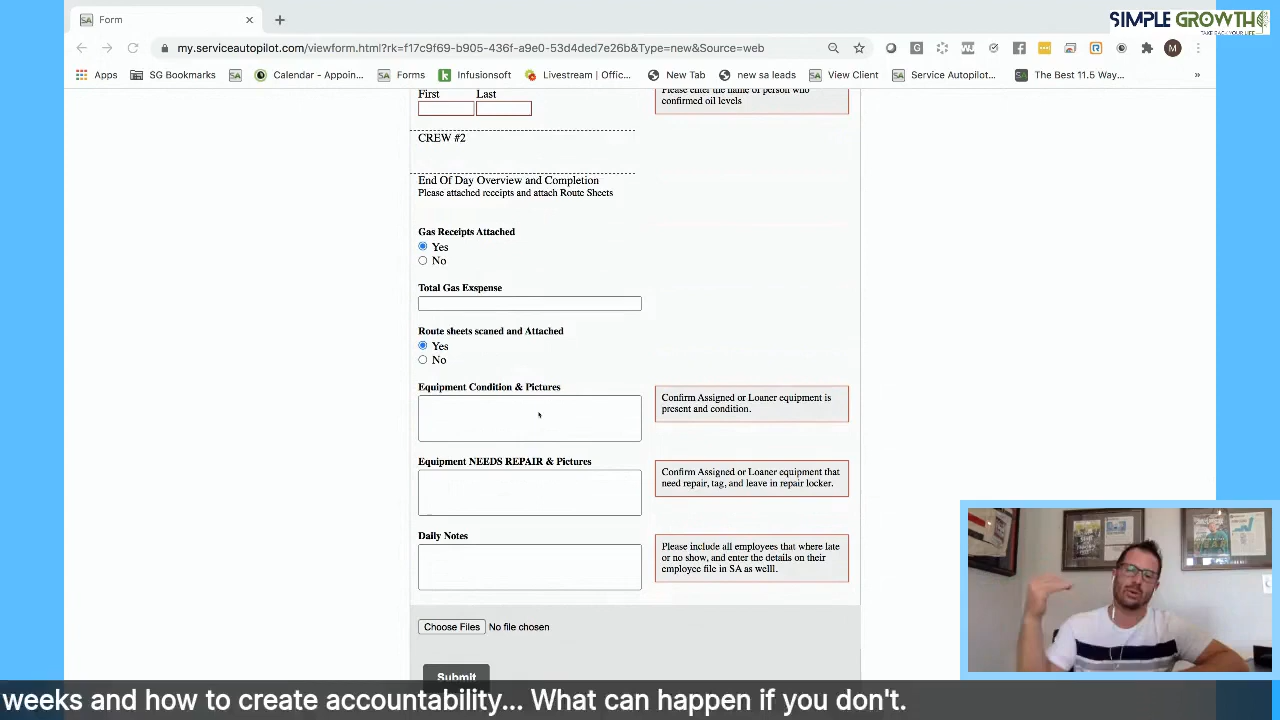 Form
SIMPLE GROWTH
TAKE BACK YOUR LIFE
my.serviceautopilot.com/viewform.html?rk=f17c9f69-b905-436f-a9e0-53d4ded7e26b&Type=new&Source=web
M
Apps
SG Bookmarks
Calendar - Appoin...
Forms
Infusionsoft
Livestream | Offic...
New Tab
new sa leads
View Client
Service Autopilot...
The Best 11.5 Way...
»
First Last
Please enter the name of person who
confirmed oil levels
CREW #2
End Of Day Overview and Completion
Please attached receipts and attach Route Sheets
Gas Receipts Attached
Yes
No
Total Gas Exspense
Route sheets scaned and Attached
Yes
No
Equipment Condition & Pictures
Confirm Assigned or Loaner equipment is
present and condition.
Equipment NEEDS REPAIR & Pictures
Confirm Assigned or Loaner equipment that
need repair, tag, and leave in repair locker.
Daily Notes
Please include all employees that where late
or no show, and enter the details on their
employee file in SA as welll.
Choose Files No file chosen
Submit
weeks and how to create accountability... What can happen if you don't.